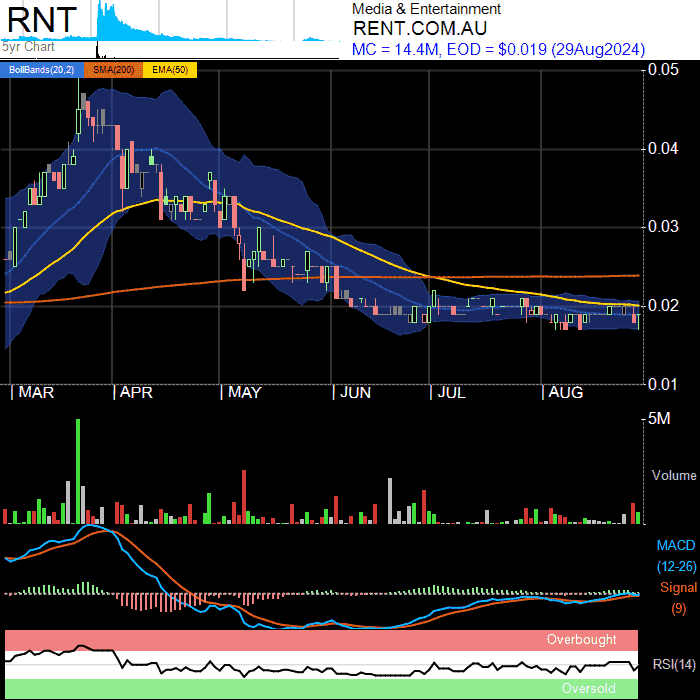 RNT
5yr Chart
Media & Entertainment
RENT.COM.AU
MC = 14.4M, EOD = $0.019 (29Aug2024)
BollBands(20,2) SMA(200) EMA(50)
0.05
0.04
0.03
0.02
0.01
MAR APR MAY JUN JUL AUG
5M
Volume
MACD
(12-26)
Signal
(9)
Overbought
RSI(14)
Oversold